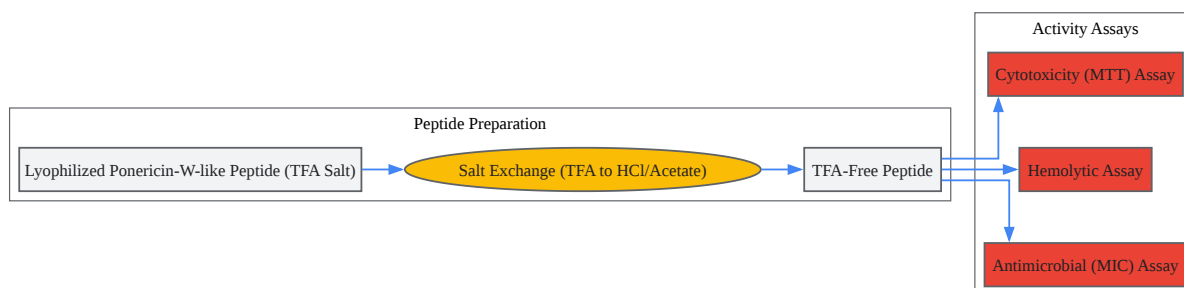 Activity Assays
Cytotoxicity (MTT) Assay
Peptide Preparation
Lyophilized Ponericin-W-like Peptide (TFA Salt)
Salt Exchange (TFA to HCl/Acetate)
TFA-Free Peptide
Hemolytic Assay
Antimicrobial (MIC) Assay